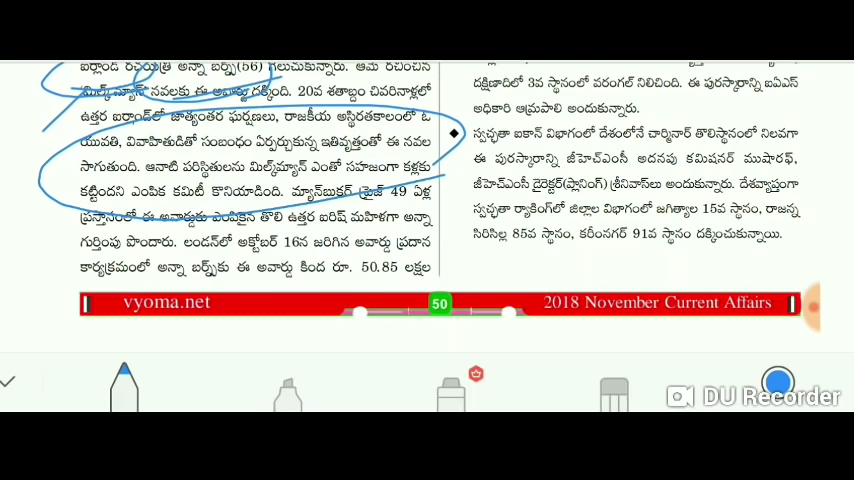 ఐర్లాండ్ రచయిత్రి అన్నా బర్న్స్(56) గెలుచుకున్నారు. ఆమె రచించిన
'మిల్క్ మ్యాన్' నవలకు ఈ అవార్డు దక్కింది. 20వ శతాబ్దం చివరినాళ్లలో
ఉత్తర ఐర్లాండ్‌లో జాత్యంతర ఘర్షణలు, రాజకీయ అస్థిరతకాలంలో ఓ
యువతి, వివాహితుడితో సంబంధం ఏర్పర్చుకున్న ఇతివృత్తంతో ఈ నవల
సాగుతుంది. ఆనాటి పరిస్థితులను మిల్క్‌మ్యాన్ ఎంతో సహజంగా కళ్లకు
కట్టిందని ఎంపిక కమిటీ కొనియాడింది. మ్యాన్‌బుకర్ ప్రైజ్ 49 ఏళ్ల
ప్రస్తానంలో ఈ అవార్డుకు ఎంపికైన తొలి ఉత్తర ఐరిష్ మహిళగా అన్నా
గుర్తింపు పొందారు. లండన్‌లో అక్టోబర్ 16న జరిగిన అవార్డు ప్రదాన
కార్యక్రమంలో అన్నా బర్న్స్‌కు ఈ అవార్డు కింద రూ. 50.85 లక్షల
దక్షిణాదిలో 3వ స్థానంలో వరంగల్ నిలిచింది. ఈ పురస్కారాన్ని ఐఏఎస్
అధికారి ఆమ్రపాలి అందుకున్నారు.
◆ స్వచ్ఛతా ఐకాన్ విభాగంలో దేశంలోనే చార్మినార్ తొలిస్థానంలో నిలవగా
ఈ పురస్కారాన్ని జీహెచ్ఎంసీ అదనపు కమిషనర్ ముషారఫ్,
జీహెచ్ఎంసీ డైరెక్టర్(ప్లానింగ్) శ్రీనివాస్‌లు అందుకున్నారు. దేశవ్యాప్తంగా
స్వచ్ఛతా ర్యాకింగ్‌లో జిల్లాల విభాగంలో జగిత్యాల 15వ స్థానం, రాజన్న
సిరిసిల్ల 85వ స్థానం, కరీంనగర్ 91వ స్థానం దక్కించుకున్నాయి.
vyoma.net 50 2018 November Current Affairs
DU Recorder